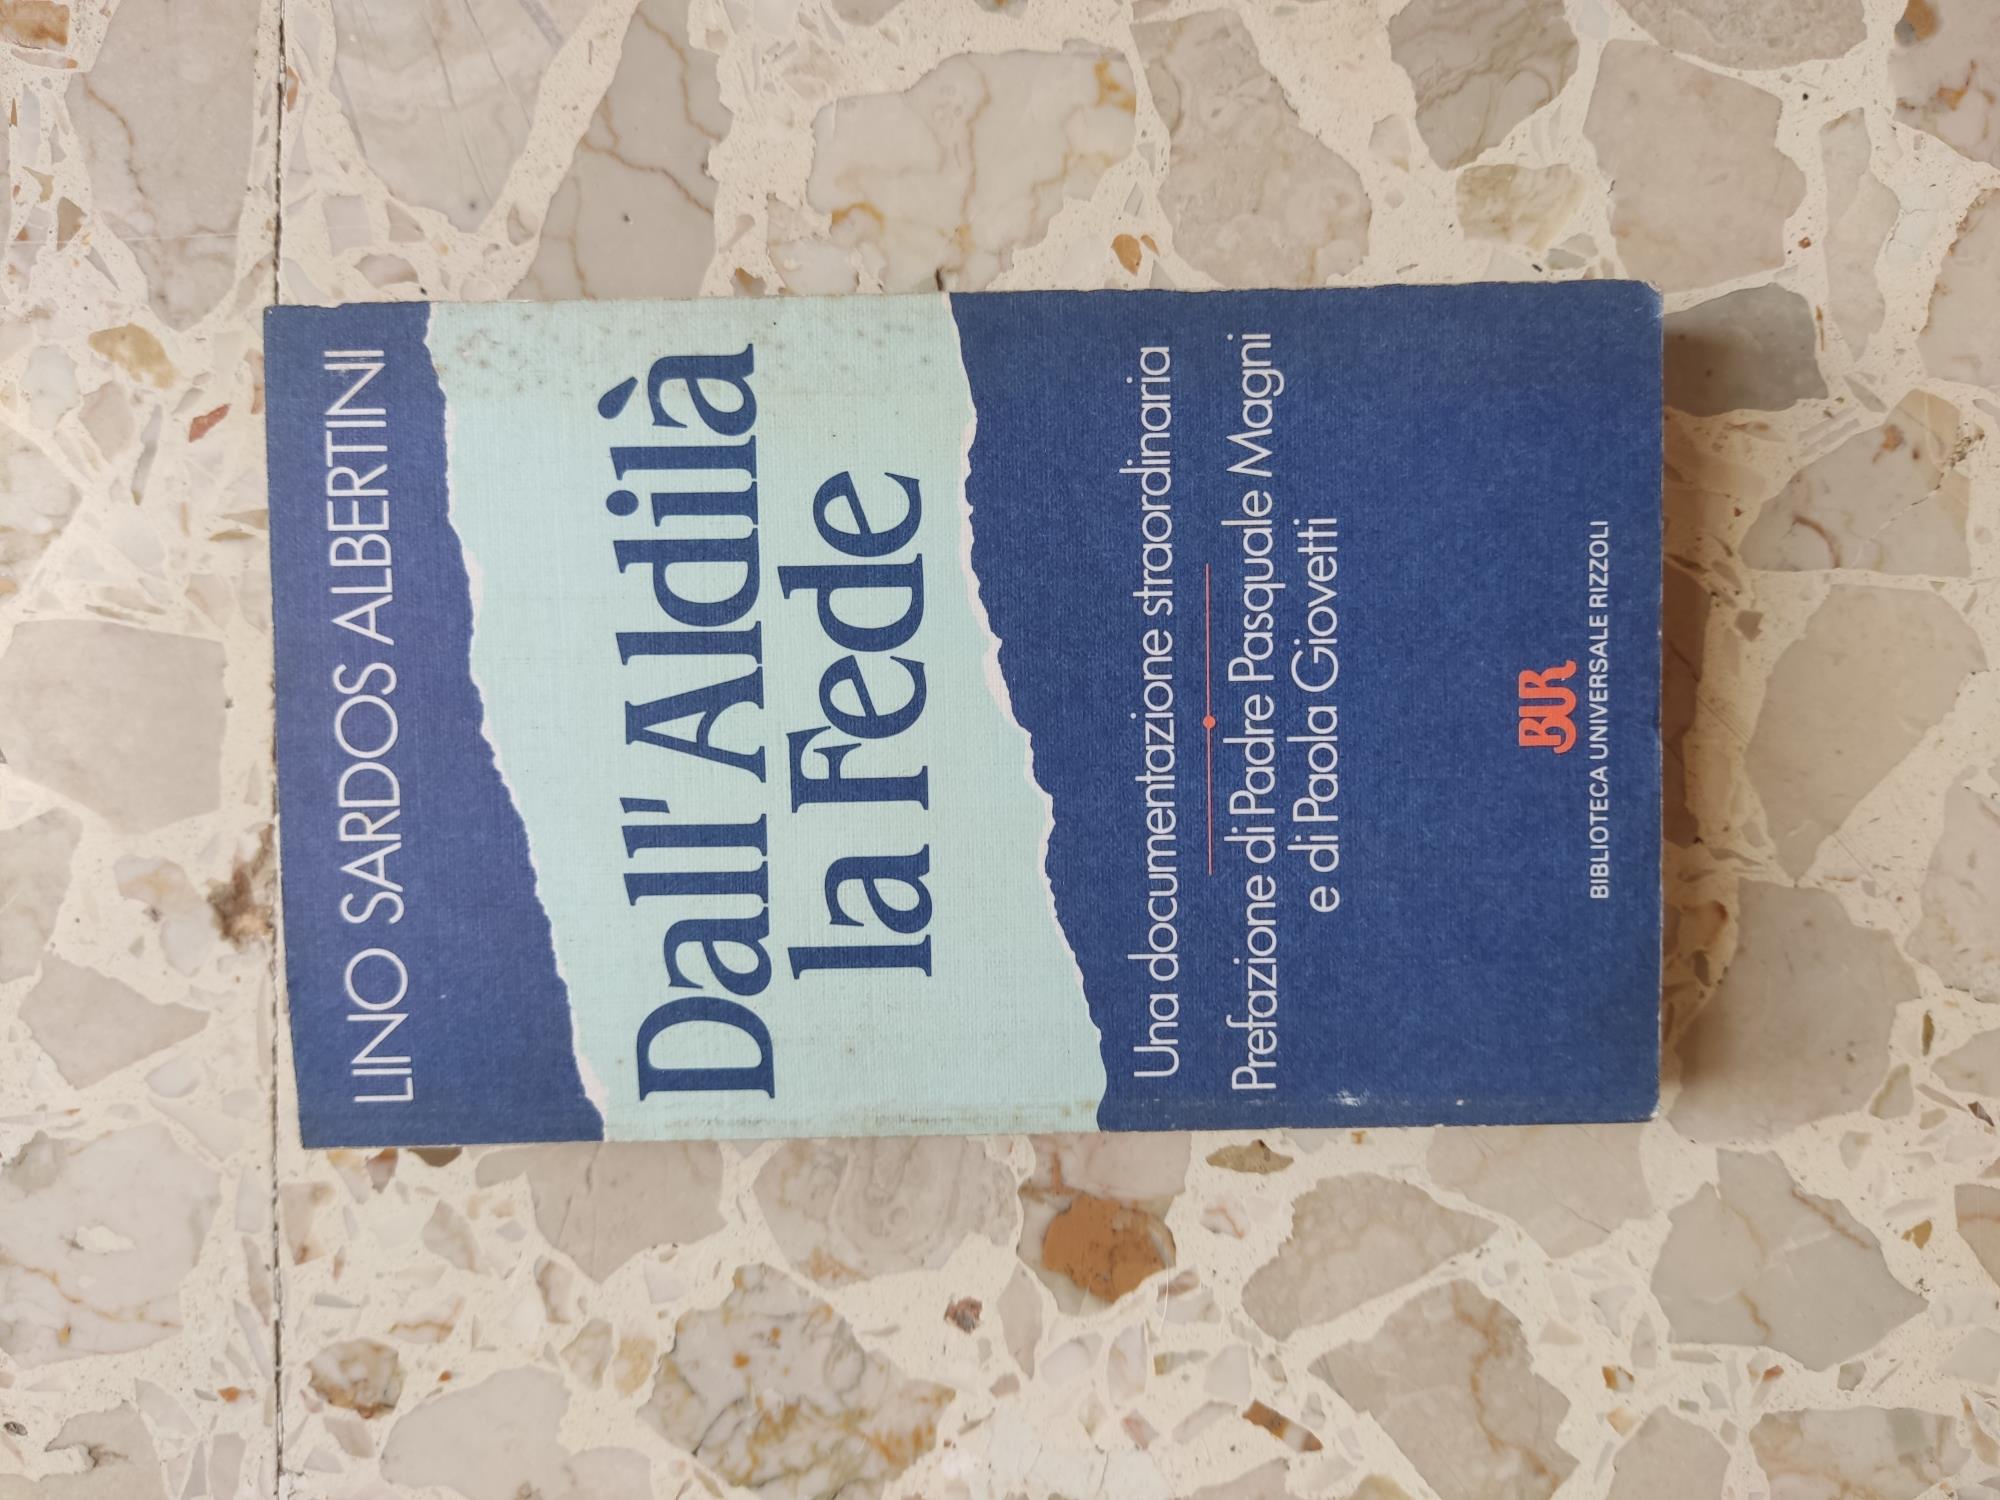 LINO SARDOS ALBERTINI
Dall'Aldilà
la Fede
Una documentazione straordinaria
Prefazione di Padre Pasquale Magni
e di Paola Giovetti
BUR
BIBLIOTECA UNIVERSALE RIZZOLI